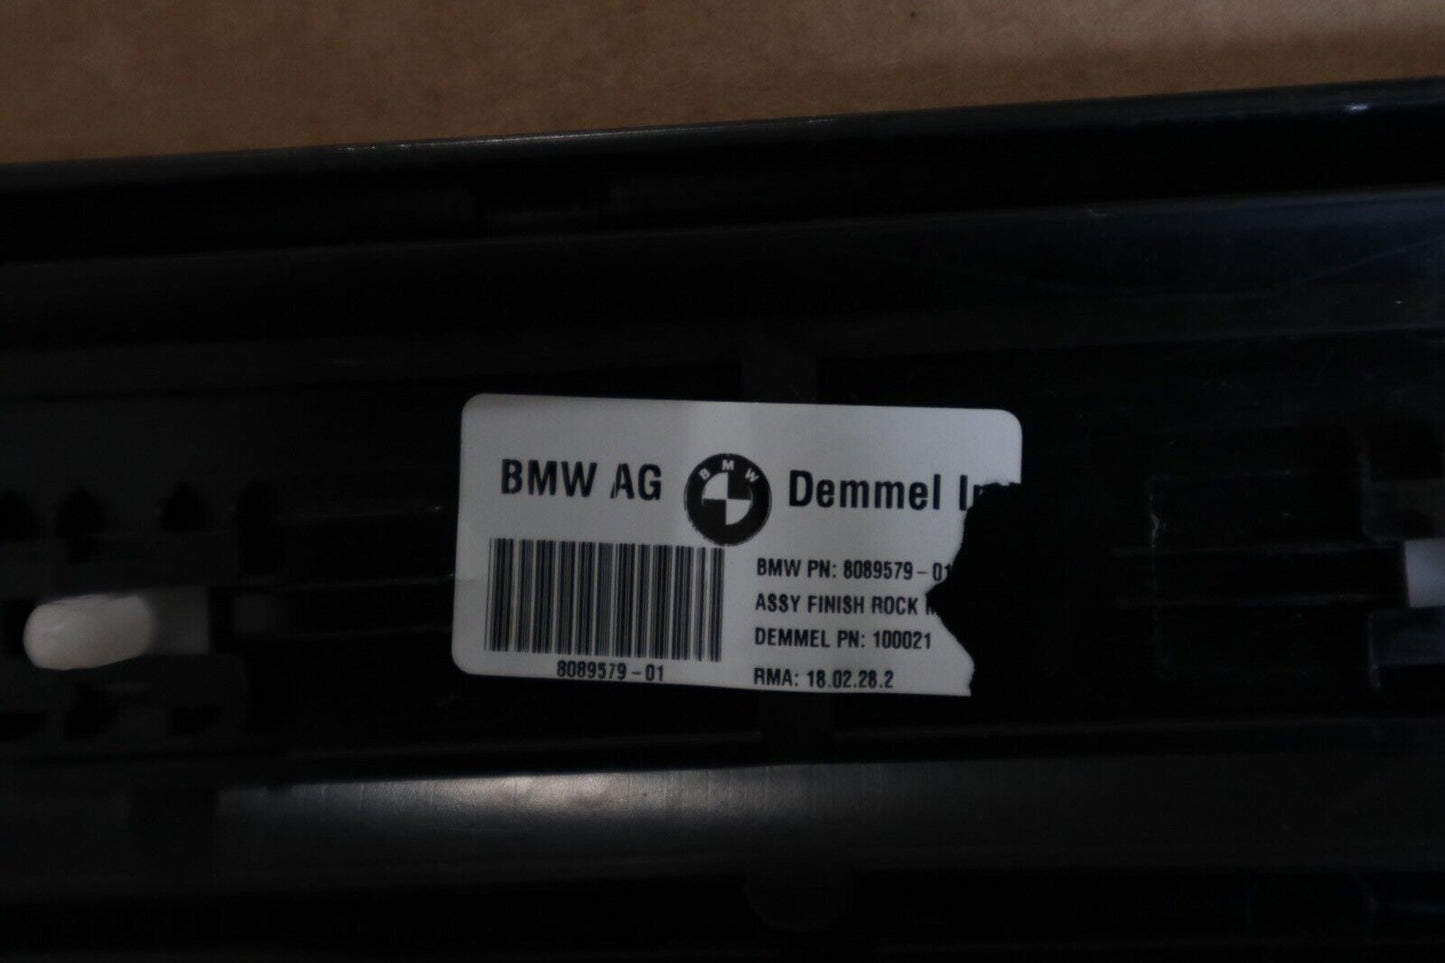 BMW AG BMW Demmel
BMW PN: 8089579-01
ASSY FINISH ROCK
DEMMEL PN: 100021
8089579-01
RMA: 18.02.28.2